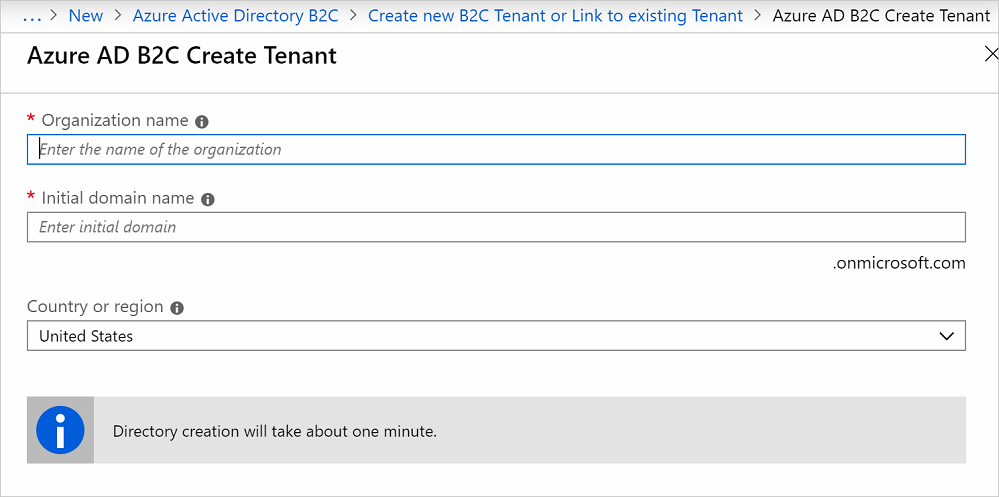 ... > New > Azure Active Directory B2C > Create new B2C Tenant or Link to existing Tenant > Azure AD B2C Create Tenant
Azure AD B2C Create Tenant
* Organization name
Enter the name of the organization
* Initial domain name
Enter initial domain
.onmicrosoft.com
Country or region
United States
Directory creation will take about one minute.